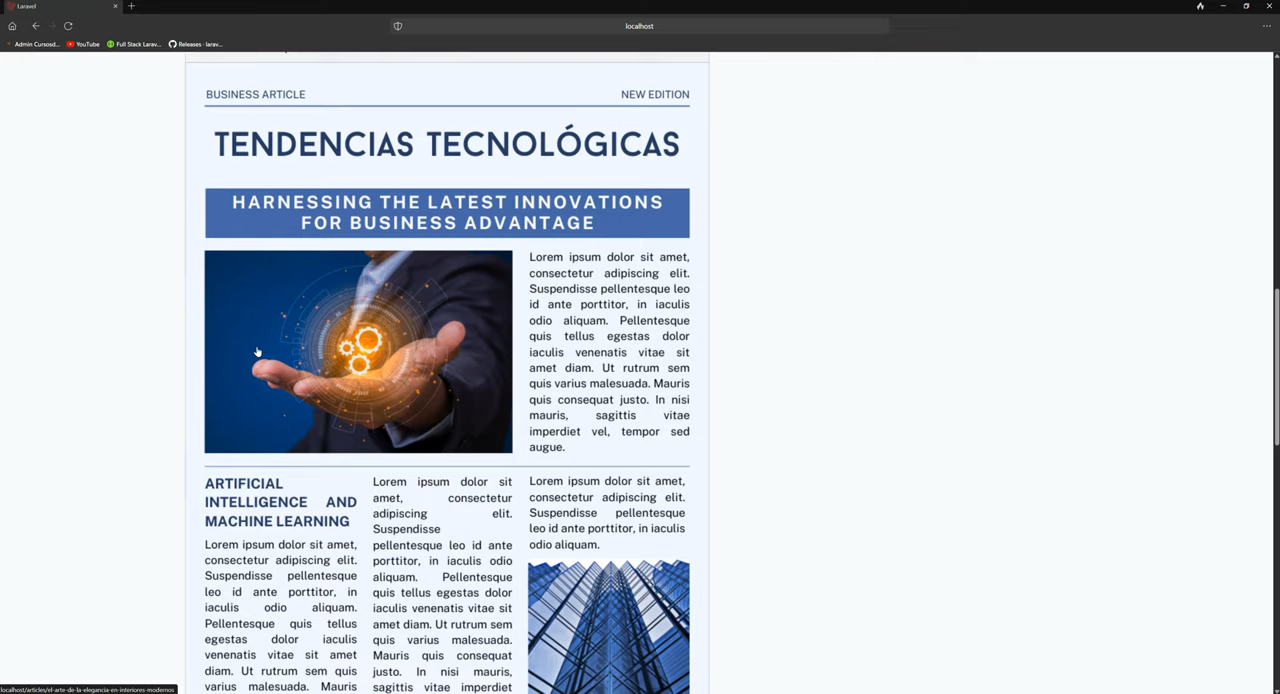 Laravel
localhost
Admin Cursosd...
YouTube
Full Stack Larav...
Releases · larav...
BUSINESS ARTICLE
NEW EDITION
TENDENCIAS TECNOLÓGICAS
HARNESSING THE LATEST INNOVATIONS
FOR BUSINESS ADVANTAGE
Lorem ipsum dolor sit amet,
consectetur adipiscing elit.
Suspendisse pellentesque leo
id ante porttitor, in iaculis
odio aliquam. Pellentesque
quis tellus egestas dolor
iaculis venenatis vitae sit
amet diam. Ut rutrum sem
quis varius malesuada. Mauris
quis consequat justo. In nisi
mauris, sagittis vitae
imperdiet vel, tempor sed
augue.
ARTIFICIAL
INTELLIGENCE AND
MACHINE LEARNING
Lorem ipsum dolor sit amet,
consectetur adipiscing elit.
Suspendisse pellentesque
leo id ante porttitor, in
iaculis odio aliquam.
Pellentesque quis tellus
egestas dolor iaculis
venenatis vitae sit amet
diam. Ut rutrum sem quis
varius malesuada. Mauris
Lorem ipsum dolor sit
amet, consectetur
adipiscing elit.
Suspendisse
pellentesque leo id ante
porttitor, in iaculis odio
aliquam. Pellentesque
quis tellus egestas dolor
iaculis venenatis vitae sit
amet diam. Ut rutrum sem
quis varius malesuada.
Mauris quis consequat
justo. In nisi mauris,
sagittis vitae imperdiet
Lorem ipsum dolor sit amet,
consectetur adipiscing elit.
Suspendisse pellentesque
leo id ante porttitor, in iaculis
odio aliquam.
localhost/articles/el-arte-de-la-elegancia-en-interiores-modernos